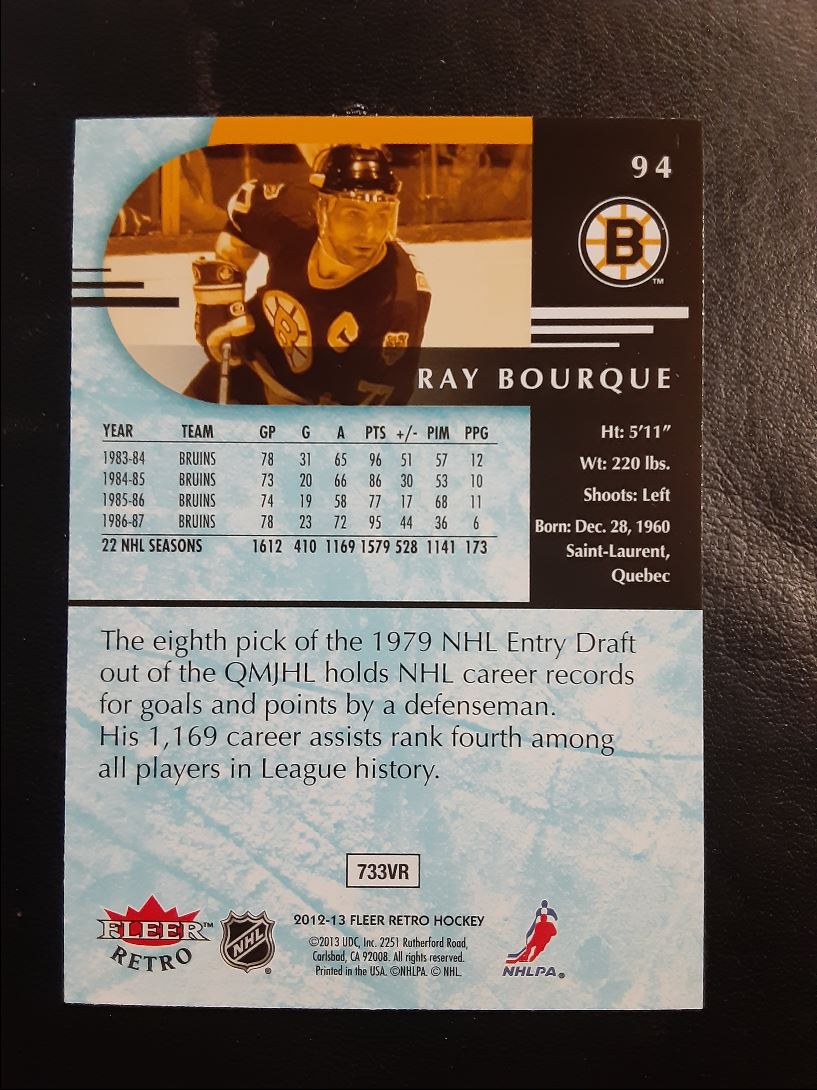 94
B
TM
C
7
RAY BOURQUE
YEAR TEAM GP G A PTS +/- PIM PPG
1983-84 BRUINS 78 31 65 96 51 57 12
1984-85 BRUINS 73 20 66 86 30 53 10
1985-86 BRUINS 74 19 58 77 17 68 11
1986-87 BRUINS 78 23 72 95 44 36 6
22 NHL SEASONS 1612 410 1169 1579 528 1141 173
Ht: 5'11"
Wt: 220 lbs.
Shoots: Left
Born: Dec. 28, 1960
Saint-Laurent,
Quebec
The eighth pick of the 1979 NHL Entry Draft
out of the QMJHL holds NHL career records
for goals and points by a defenseman.
His 1,169 career assists rank fourth among
all players in League history.
733VR
FLEER™
RETRO
NHL®
2012-13 FLEER RETRO HOCKEY
©2013 UDC, Inc. 2251 Rutherford Road,
Carlsbad, CA 92008. All rights reserved.
Printed in the USA. ©NHLPA. © NHL.
NHLPA®